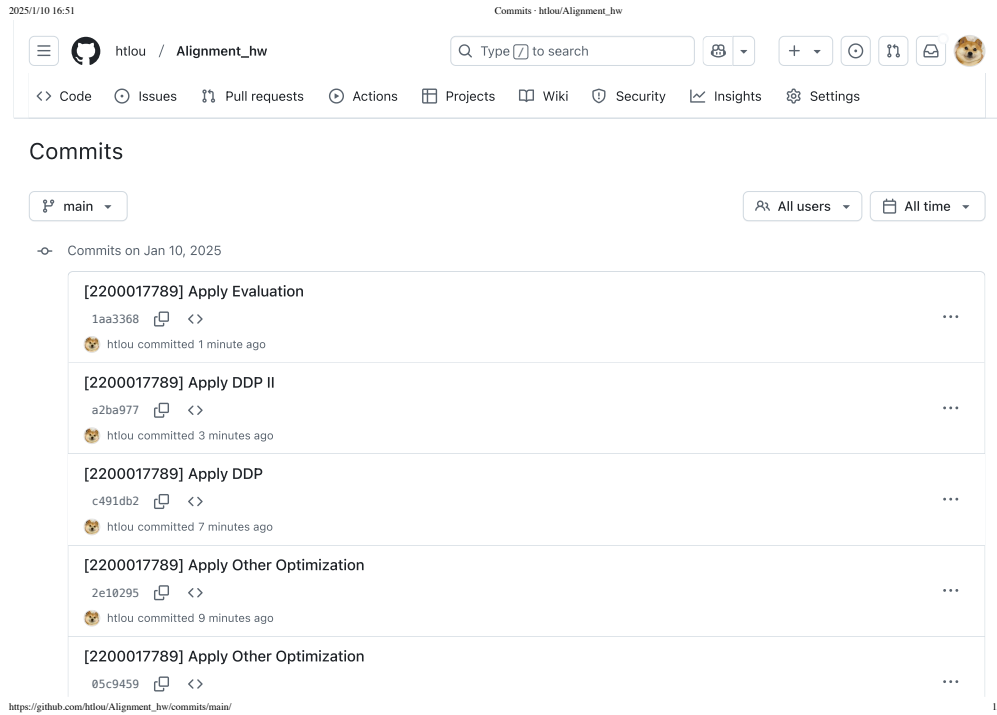 2025/1/10 16:51
Commits · htlou/Alignment_hw
htlou / Alignment_hw
Type / to search
Code
Issues
Pull requests
Actions
Projects
Wiki
Security
Insights
Settings
Commits
main
All users
All time
Commits on Jan 10, 2025
[2200017789] Apply Evaluation
1aa3368
htlou committed 1 minute ago
[2200017789] Apply DDP II
a2ba977
htlou committed 3 minutes ago
[2200017789] Apply DDP
c491db2
htlou committed 7 minutes ago
[2200017789] Apply Other Optimization
2e10295
htlou committed 9 minutes ago
[2200017789] Apply Other Optimization
05c9459
https://github.com/htlou/Alignment_hw/commits/main/
1